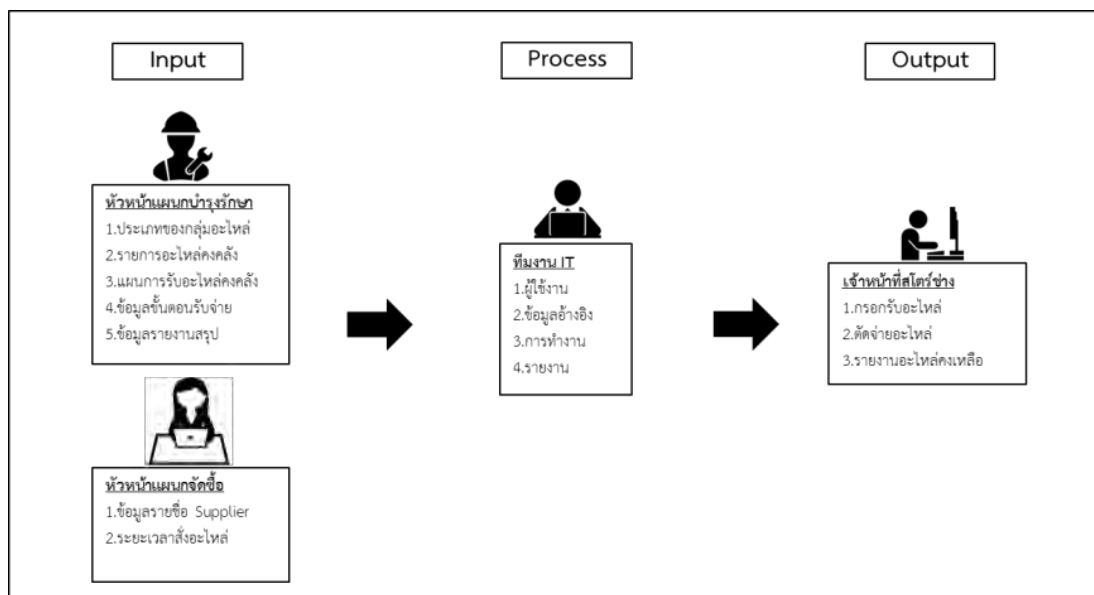 Input
หัวหน้าแผนกบำรุงรักษา
1.ประเภทของกลุ่มอะไหล่
2.รายการอะไหล่คงคลัง
3.แผนการรับอะไหล่คงคลัง
4.ข้อมูลขั้นตอนรับจ่าย
5.ข้อมูลรายงานสรุป
หัวหน้าแผนกจัดซื้อ
1.ข้อมูลรายชื่อ Supplier
2.ระยะเวลาสั่งอะไหล่
Process
ทีมงาน IT
1.ผู้ใช้งาน
2.ข้อมูลอ้างอิง
3.การทำงาน
4.รายงาน
Output
เจ้าหน้าที่สโตร์ช่าง
1.กรอกรับอะไหล่
2.ตัดจ่ายอะไหล่
3.รายงานอะไหล่คงเหลือ